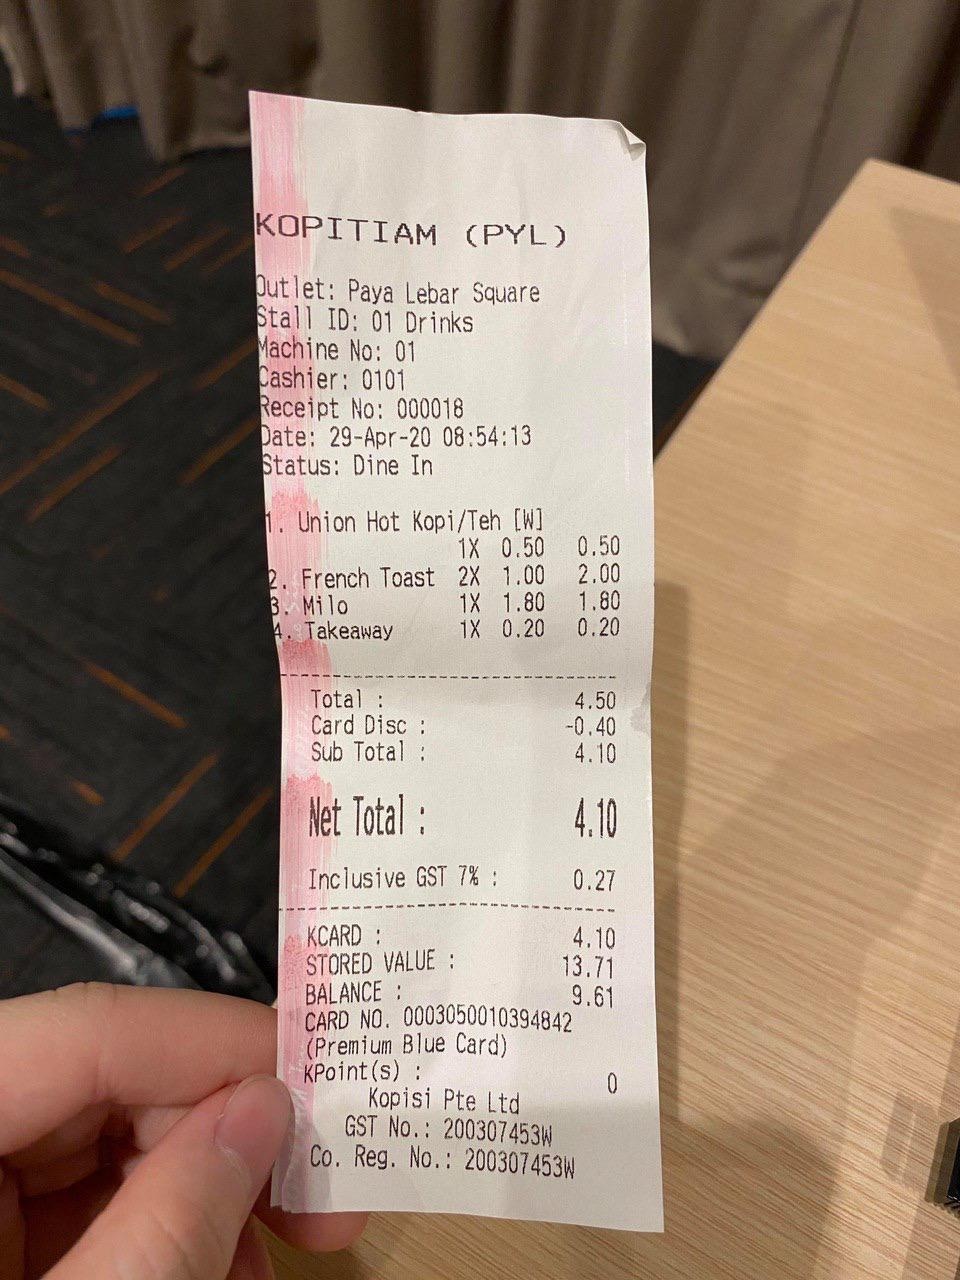 KOPITIAM (PYL)
Outlet: Paya Lebar Square
Stall ID: 01 Drinks
Machine No: 01
Cashier: 0101
Receipt No: 000018
Date: 29-Apr-20 08:54:13
Status: Dine In
1. Union Hot Kopi/Teh [W]
1X 0.50 0.50
2. French Toast 2X 1.00 2.00
3. Milo 1X 1.80 1.80
4. Takeaway 1X 0.20 0.20
Total : 4.50
Card Disc : -0.40
Sub Total : 4.10
Net Total : 4.10
Inclusive GST 7% : 0.27
KCARD : 4.10
STORED VALUE : 13.71
BALANCE : 9.61
CARD NO. 0003050010394842
(Premium Blue Card)
KPoint(s) : 0
Kopisi Pte Ltd
GST No.: 200307453W
Co. Reg. No.: 200307453W